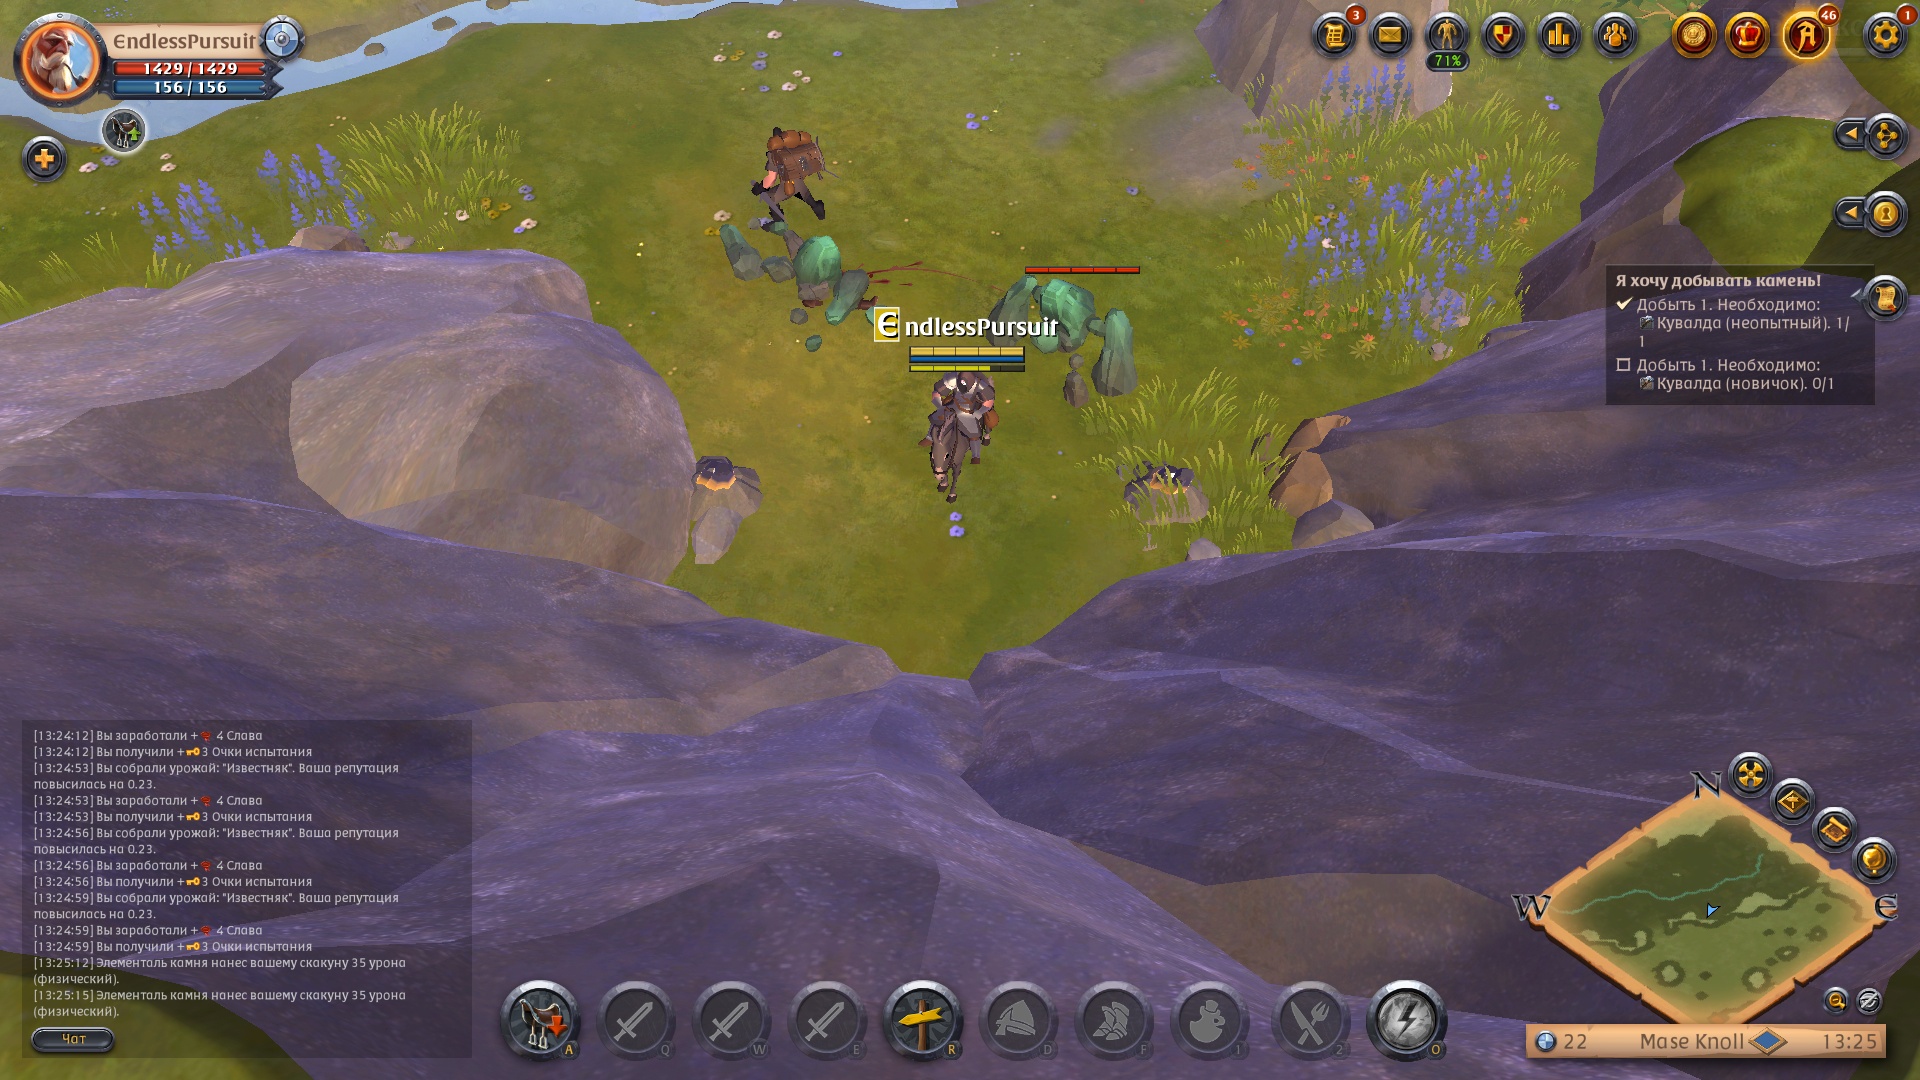 EndlessPursuit
1429 / 1429
156 / 156
3
71%
46
1
EndlessPursuit
Я хочу добывать камень!
Добыть 1. Необходимо:
Кувалда (неопытный). 1/
1
Добыть 1. Необходимо:
Кувалда (новичок). 0/1
[13:24:12] Вы заработали + 4 Слава
[13:24:12] Вы получили + 3 Очки испытания
[13:24:53] Вы собрали урожай: "Известняк". Ваша репутация
повысилась на 0.23.
[13:24:53] Вы заработали + 4 Слава
[13:24:53] Вы получили + 3 Очки испытания
[13:24:56] Вы собрали урожай: "Известняк". Ваша репутация
повысилась на 0.23.
[13:24:56] Вы заработали + 4 Слава
[13:24:56] Вы получили + 3 Очки испытания
[13:24:59] Вы собрали урожай: "Известняк". Ваша репутация
повысилась на 0.23.
[13:24:59] Вы заработали + 4 Слава
[13:24:59] Вы получили + 3 Очки испытания
[13:25:12] Элементаль камня нанес вашему скакуну 35 урона
(физический).
[13:25:15] Элементаль камня нанес вашему скакуну 35 урона
(физический).
Чат
A Q W E R D F 1 2 O
N
W
E
22 Mase Knoll 13:25